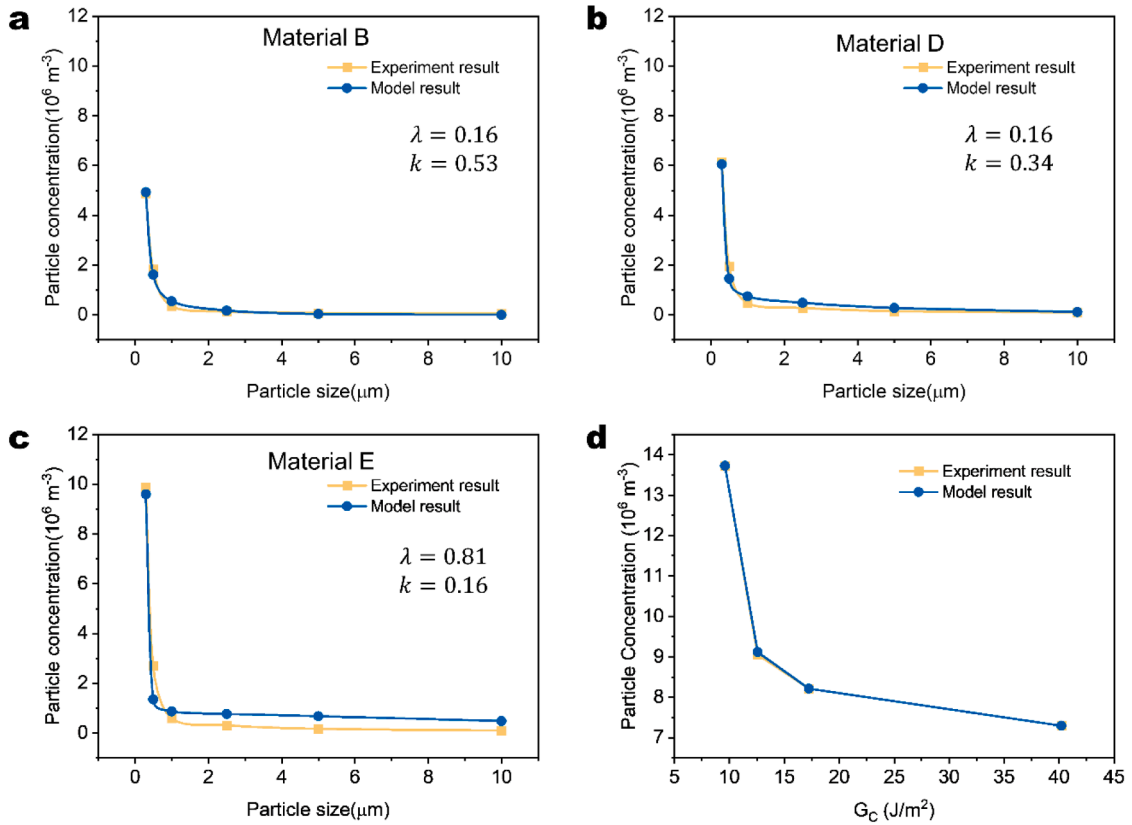 a
Material B
Experiment result
Model result
λ = 0.16
k = 0.53
Particle concentration(10⁶ m⁻³)
12
10
8
6
4
2
0
0 2 4 6 8 10
Particle size(μm)
b
Material D
Experiment result
Model result
λ = 0.16
k = 0.34
Particle concentration(10⁶ m⁻³)
12
10
8
6
4
2
0
0 2 4 6 8 10
Particle size(μm)
c
Material E
Experiment result
Model result
λ = 0.81
k = 0.16
Particle concentration(10⁶ m⁻³)
12
10
8
6
4
2
0
0 2 4 6 8 10
Particle size(μm)
d
Experiment result
Model result
Particle Concentration (10⁶ m⁻³)
14
13
12
11
10
9
8
7
5 10 15 20 25 30 35 40 45
G_C (J/m²)